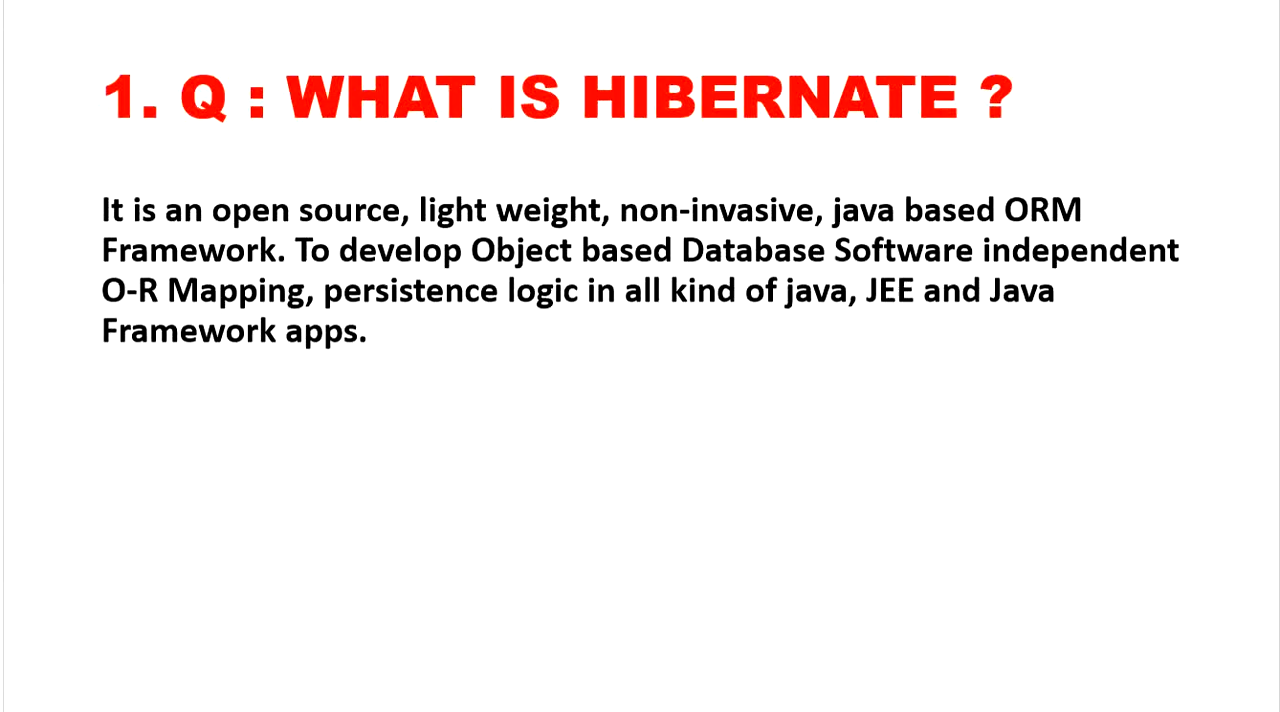 1. Q : WHAT IS HIBERNATE ?
It is an open source, light weight, non-invasive, java based ORM
Framework. To develop Object based Database Software independent
O-R Mapping, persistence logic in all kind of java, JEE and Java
Framework apps.